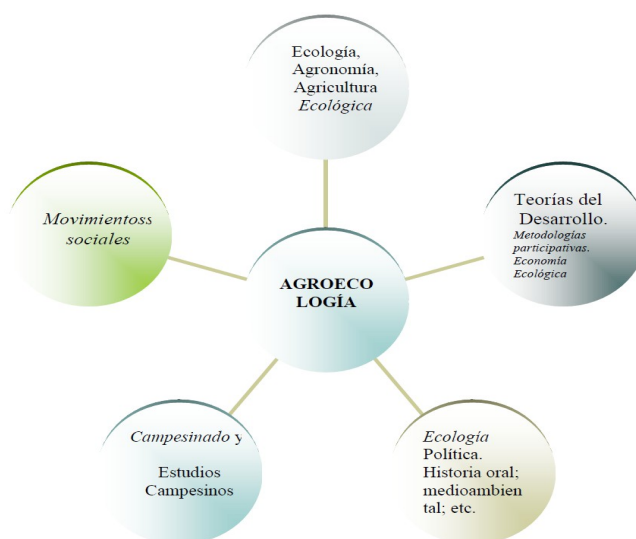 Ecología,
Agronomía,
Agricultura
Ecológica
Movimientoss
sociales
Teorías del
Desarrollo.
Metodologías
participativas.
Economía
Ecológica
AGROECO
LOGÍA
Campesinado y
Estudios
Campesinos
Ecología
Política.
Historia oral;
medioambien
tal; etc.